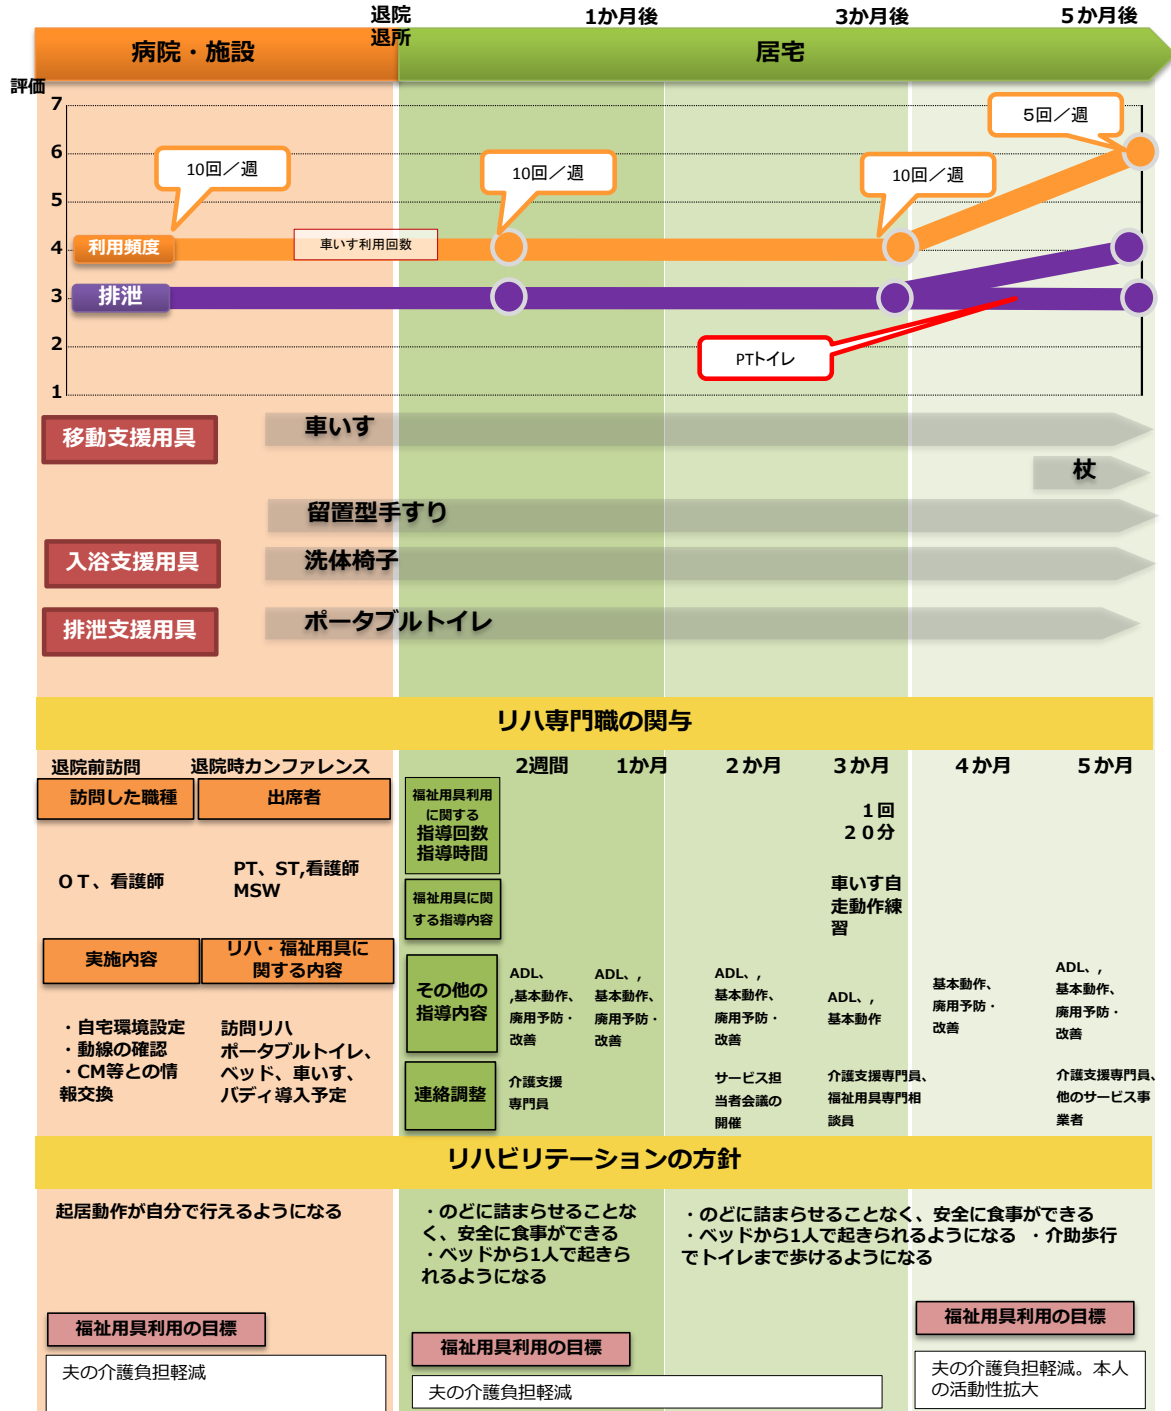 退院
退所
1か月後
3か月後
5か月後
病院・施設
居宅
評価
7
6
5
4
3
2
1
10回／週
10回／週
10回／週
5回／週
利用頻度
車いす利用回数
排泄
PTトイレ
移動支援用具
車いす
杖
留置型手すり
入浴支援用具
洗体椅子
排泄支援用具
ポータブルトイレ
リハ専門職の関与
退院前訪問
退院時カンファレンス
2週間
1か月
２か月
３か月
４か月
５か月
訪問した職種
出席者
福祉用具利用
に関する
指導回数
指導時間
１回
２０分
ＯＴ、看護師
PT、ST,看護師
MSW
福祉用具に関
する指導内容
車いす自
走動作練
習
実施内容
リハ・福祉用具に
関する内容
その他の
指導内容
ADL、
,基本動作、
廃用予防・
改善
ADL、,
基本動作、
廃用予防・
改善
ADL、,
基本動作、
廃用予防・
改善
ADL、,
基本動作
基本動作、
廃用予防・
改善
ADL、,
基本動作、
廃用予防・
改善
・自宅環境設定
・動線の確認
・CM等との情
報交換
訪問リハ
ポータブルトイレ、
ベッド、車いす、
バディ導入予定
連絡調整
介護支援
専門員
サービス担
当者会議の
開催
介護支援専門員、
福祉用具専門相
談員
介護支援専門員、
他のサービス事
業者
リハビリテーションの方針
起居動作が自分で行えるようになる
・のどに詰まらせることな
く、安全に食事ができる
・ベッドから1人で起きら
れるようになる
・のどに詰まらせることなく、安全に食事ができる
・ベッドから1人で起きられるようになる ・介助歩行
でトイレまで歩けるようになる
福祉用具利用の目標
夫の介護負担軽減
福祉用具利用の目標
夫の介護負担軽減
福祉用具利用の目標
夫の介護負担軽減。本人
の活動性拡大